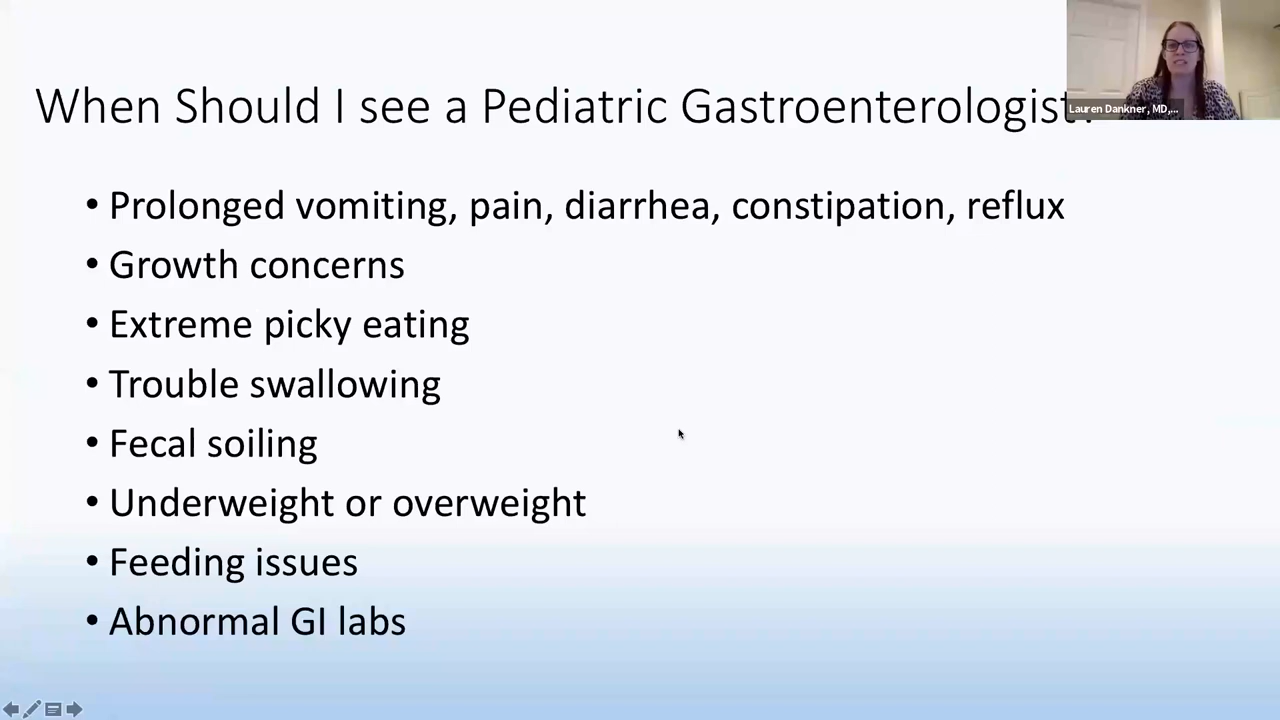 When Should I see a Pediatric Gastroenterologist?
Lauren Dankner, MD,...
• Prolonged vomiting, pain, diarrhea, constipation, reflux
• Growth concerns
• Extreme picky eating
• Trouble swallowing
• Fecal soiling
• Underweight or overweight
• Feeding issues
• Abnormal GI labs